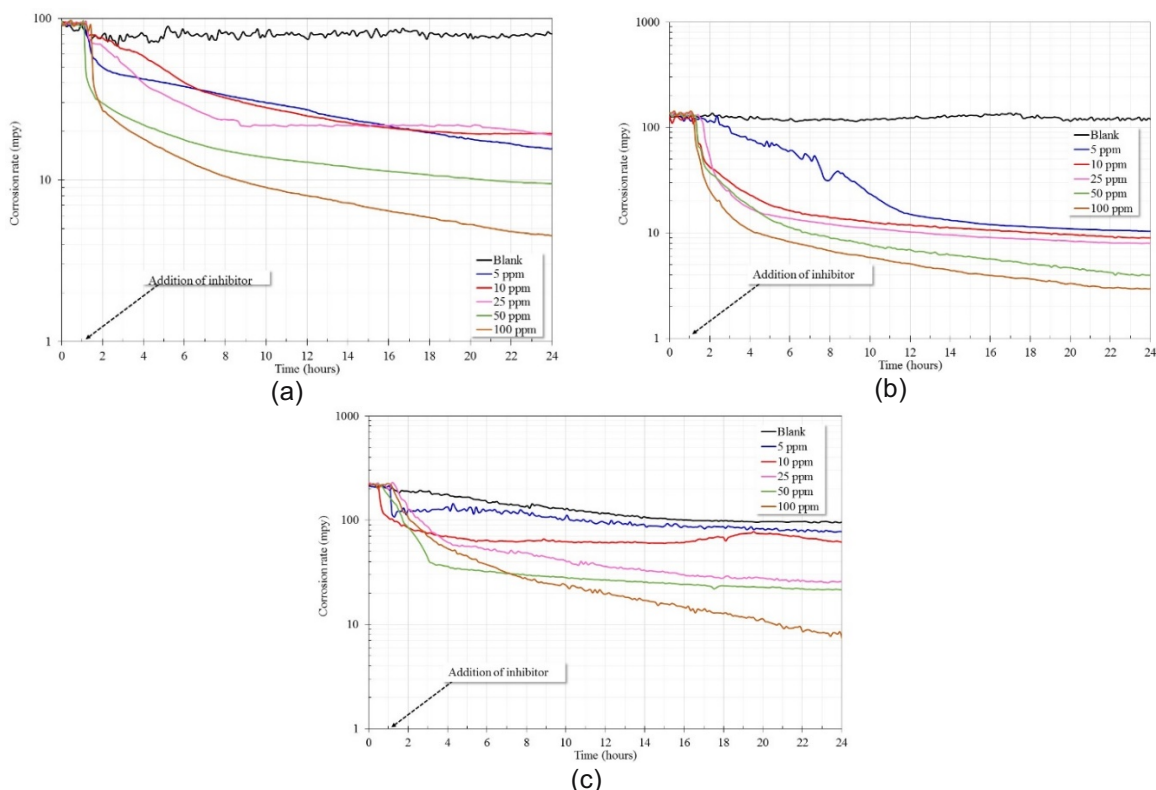 100
10
1
Corrosion rate (mpy)
Addition of inhibitor
Blank
5 ppm
10 ppm
25 ppm
50 ppm
100 ppm
0 2 4 6 8 10 12 14 16 18 20 22 24
Time (hours)
(a)
1000
100
10
1
Corrosion rate (mpy)
Blank
5 ppm
10 ppm
25 ppm
50 ppm
100 ppm
Addition of inhibitor
0 2 4 6 8 10 12 14 16 18 20 22 24
Time (hours)
(b)
1000
100
10
1
Corrosion rate (mpy)
Blank
5 ppm
10 ppm
25 ppm
50 ppm
100 ppm
Addition of inhibitor
0 2 4 6 8 10 12 14 16 18 20 22 24
Time (hours)
(c)